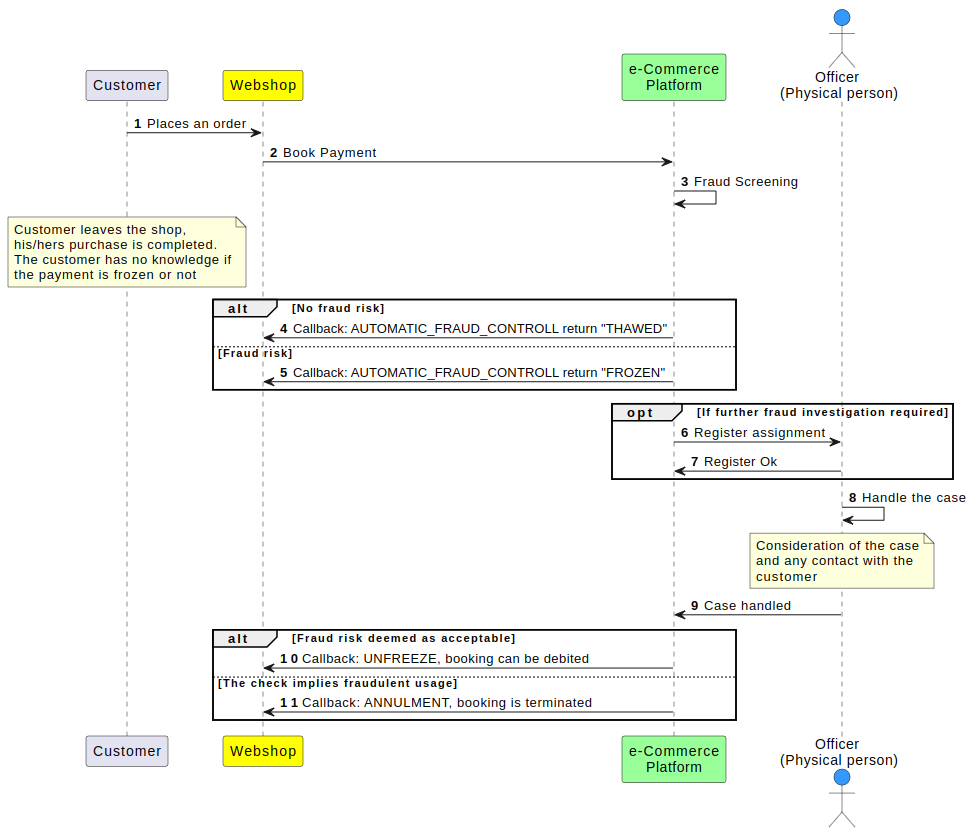 Customer
Webshop
e-Commerce
Platform
Officer
(Physical person)
1 Places an order
2 Book Payment
3 Fraud Screening
Customer leaves the shop,
his/hers purchase is completed.
The customer has no knowledge if
the payment is frozen or not
alt [No fraud risk]
4 Callback: AUTOMATIC_FRAUD_CONTROLL return "THAWED"
[Fraud risk]
5 Callback: AUTOMATIC_FRAUD_CONTROLL return "FROZEN"
opt [If further fraud investigation required]
6 Register assignment
7 Register Ok
8 Handle the case
Consideration of the case
and any contact with the
customer
9 Case handled
alt [Fraud risk deemed as acceptable]
10 Callback: UNFREEZE, booking can be debited
[The check implies fraudulent usage]
11 Callback: ANNULMENT, booking is terminated
Customer
Webshop
e-Commerce
Platform
Officer
(Physical person)